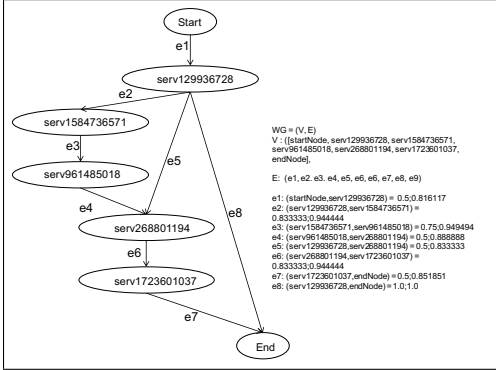 Start
e1
serv129936728
e2
serv1584736571
e3
serv961485018
e5
e4
e8
serv268801194
e6
serv1723601037
e7
End
WG = (V, E)
V : ([startNode, serv129936728, serv1584736571,
serv961485018, serv268801194, serv1723601037,
endNode],
E: (e1, e2. e3. e4, e5, e6, e6, e7, e8, e9)
e1: (startNode,serv129936728) = 0.5;0.816117
e2: (serv129936728,serv1584736571) =
0.833333;0.944444
e3: (serv1584736571,serv961485018) = 0.75;0.949494
e4: (serv961485018,serv268801194) = 0.5;0.888888
e5: (serv129936728,serv268801194) = 0.5;0.833333
e6: (serv268801194,serv1723601037) =
0.833333;0.944444
e7: (serv1723601037,endNode) = 0.5;0.851851
e8: (serv129936728,endNode) = 1.0;1.0